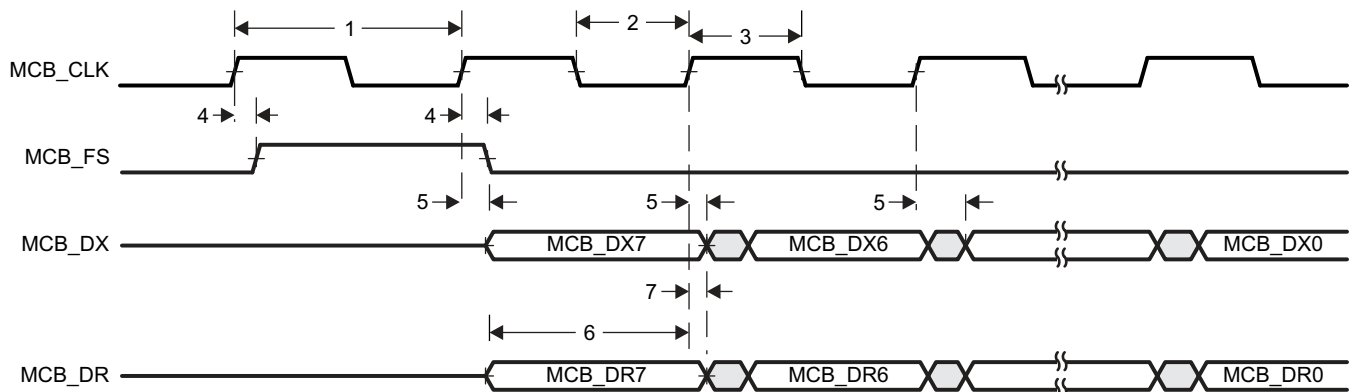 1
2
3
MCB_CLK
4
4
MCB_FS
5
5
5
MCB_DX
MCB_DX7
MCB_DX6
MCB_DX0
7
6
MCB_DR
MCB_DR7
MCB_DR6
MCB_DR0